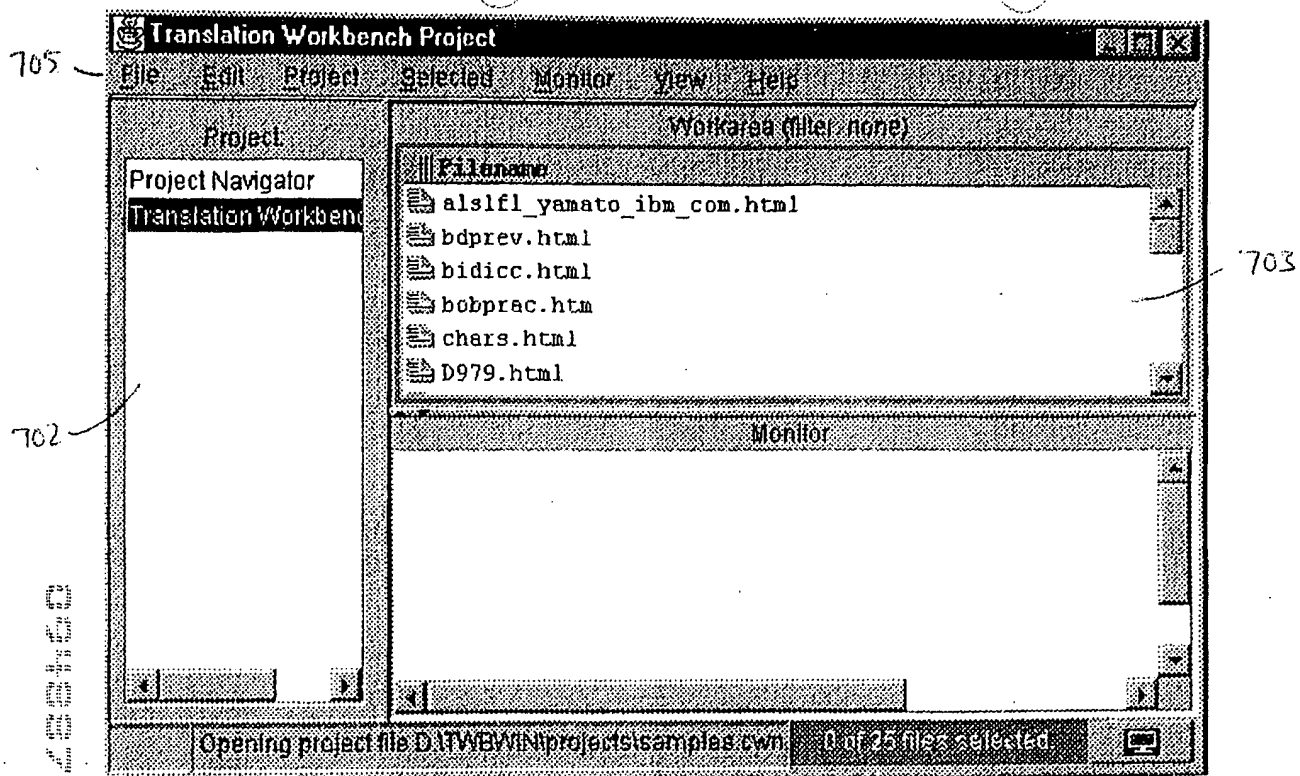 Translation Workbench Project
705
File Edit Project Selected Monitor View Help
Project
Workarea (filter: none)
Filename
Project Navigator
Translation Workben
alslfl_yamato_ibm_com.html
bdprev.html
bidicc.html
bobprac.htm
chars.html
D979.html
703
702
Monitor
Opening project file D:\TWBWIN\projects\samples.cwn
0 of 25 files selected